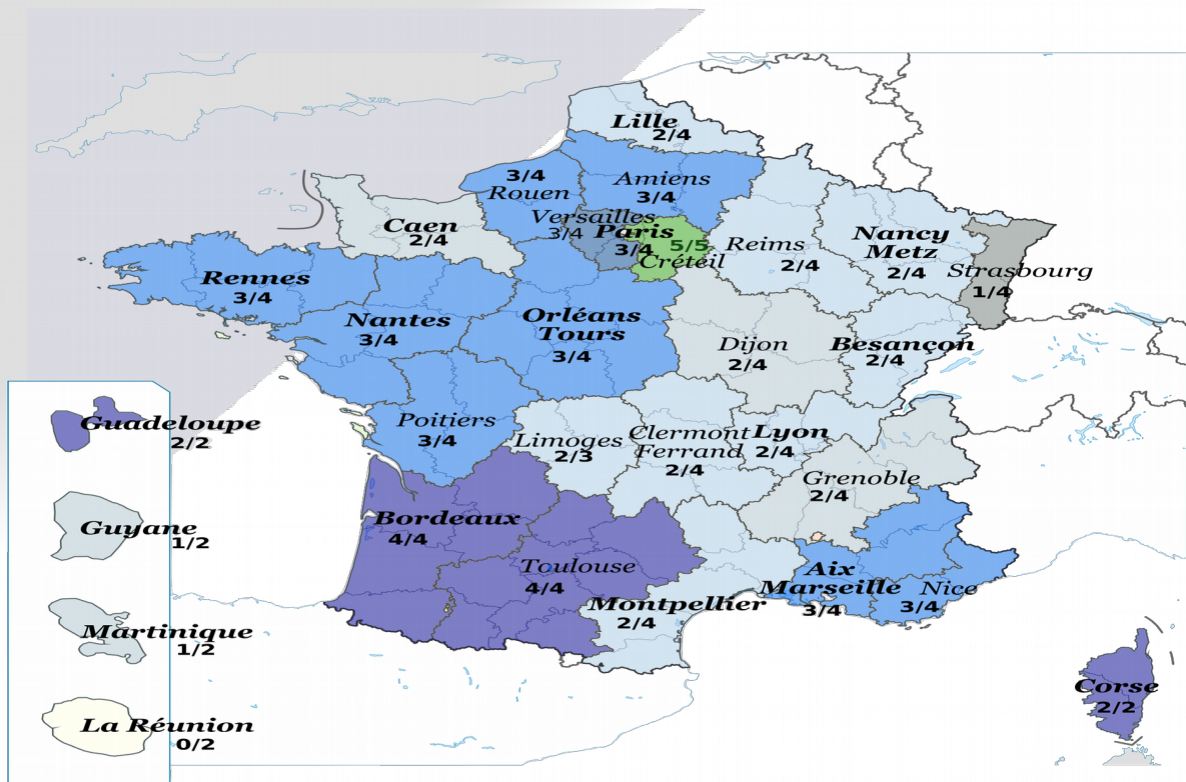 Lille
2/4
3/4
Rouen
Amiens
3/4
Versailles
3/4
Paris
3/4
5/5
Créteil
Caen
2/4
Reims
2/4
Nancy
Metz
2/4
Strasbourg
1/4
Rennes
3/4
Nantes
3/4
Orléans
Tours
3/4
Dijon
2/4
Besançon
2/4
Poitiers
3/4
Limoges
2/3
Clermont
Ferrand
2/4
Lyon
2/4
Grenoble
2/4
Bordeaux
4/4
Toulouse
4/4
Montpellier
2/4
Aix
Marseille
3/4
Nice
3/4
Corse
2/2
Guadeloupe
2/2
Guyane
1/2
Martinique
1/2
La Réunion
0/2